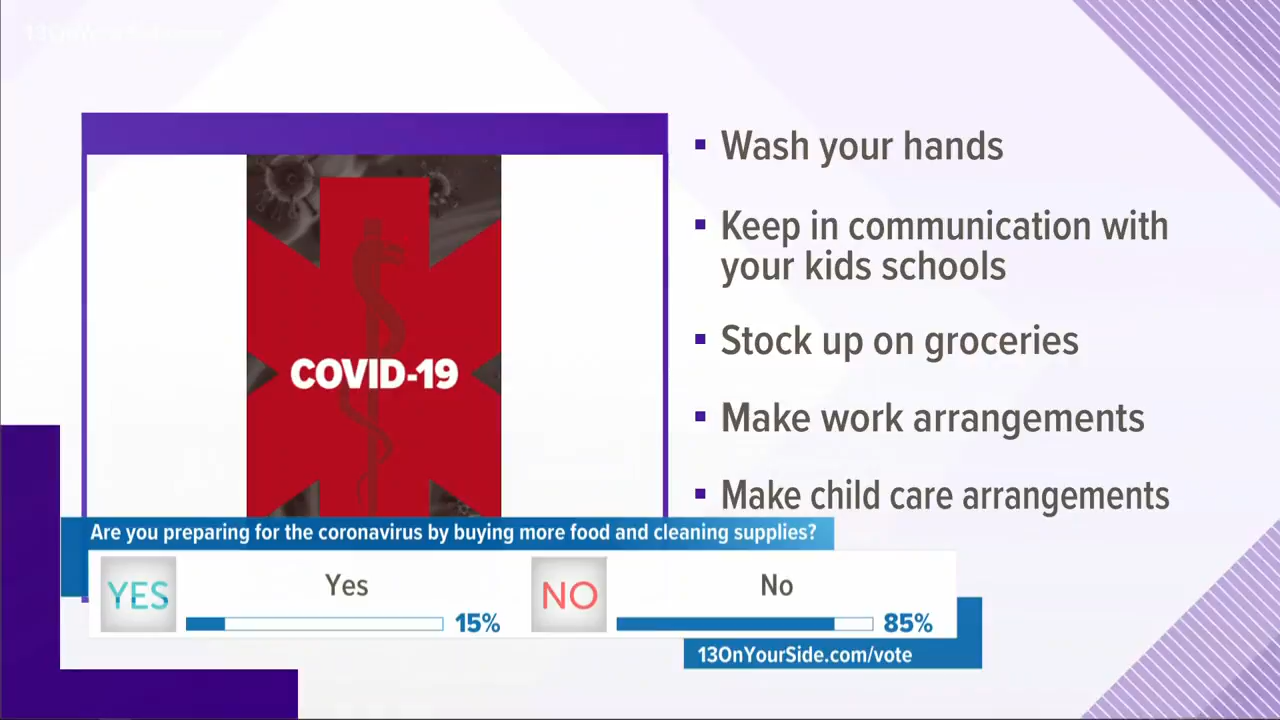 13OnYourSide.com
Wash your hands
Keep in communication with
your kids schools
Stock up on groceries
Make work arrangements
Make child care arrangements
COVID-19
Are you preparing for the coronavirus by buying more food and cleaning supplies?
YES
Yes
15%
NO
No
85%
13OnYourSide.com/vote